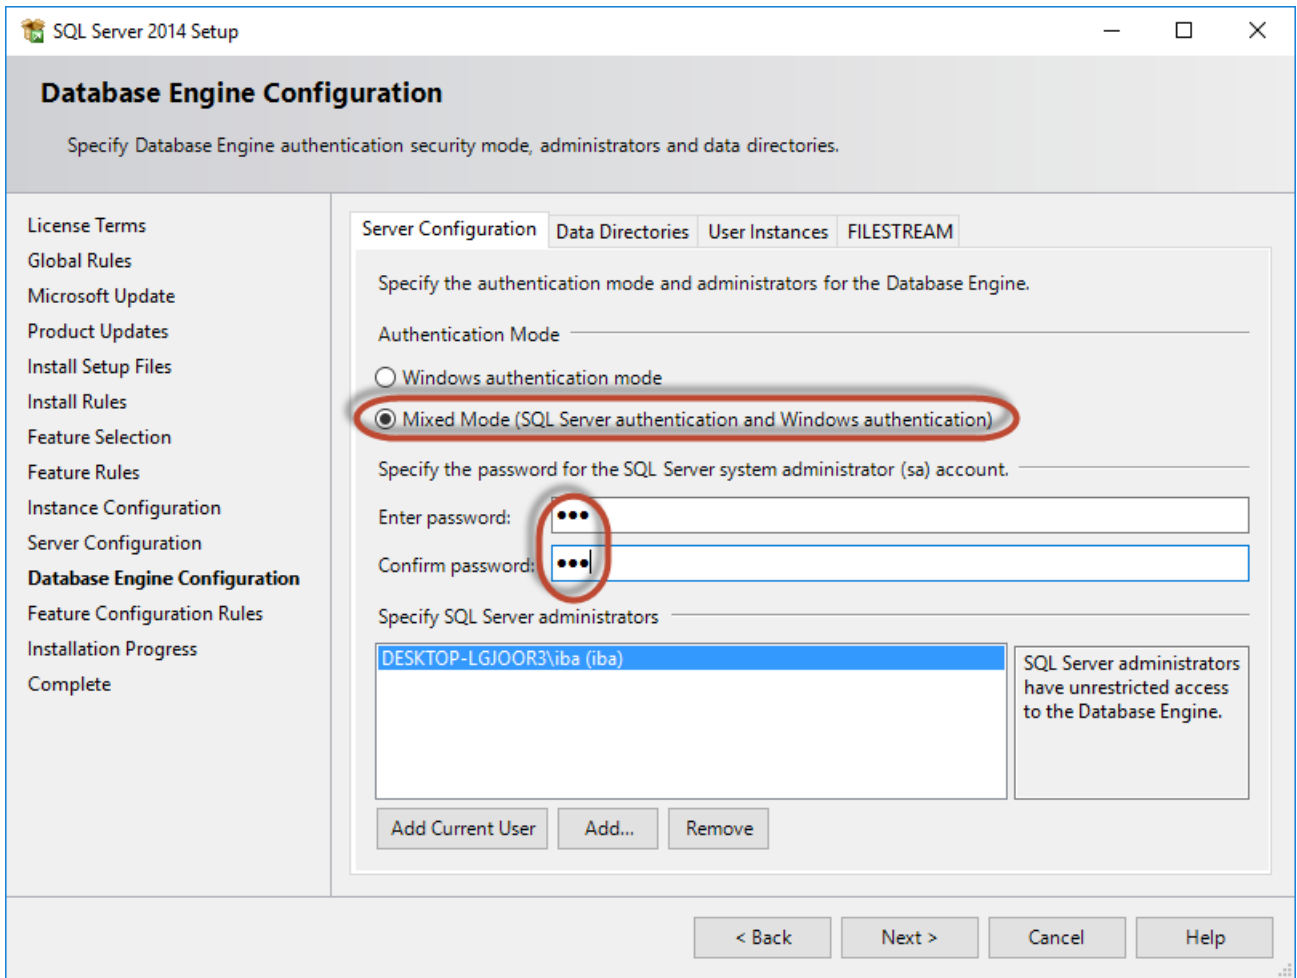 SQL Server 2014 Setup
Database Engine Configuration
Specify Database Engine authentication security mode, administrators and data directories.
License Terms
Global Rules
Microsoft Update
Product Updates
Install Setup Files
Install Rules
Feature Selection
Feature Rules
Instance Configuration
Server Configuration
Database Engine Configuration
Feature Configuration Rules
Installation Progress
Complete
Server Configuration Data Directories User Instances FILESTREAM
Specify the authentication mode and administrators for the Database Engine.
Authentication Mode
Windows authentication mode
Mixed Mode (SQL Server authentication and Windows authentication)
Specify the password for the SQL Server system administrator (sa) account.
Enter password: ●●●
Confirm password: ●●●
Specify SQL Server administrators
DESKTOP-LGJOOR3\iba (iba)
SQL Server administrators
have unrestricted access
to the Database Engine.
Add Current User Add... Remove
< Back Next > Cancel Help